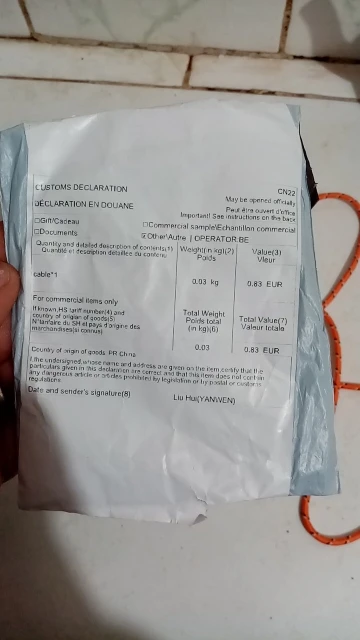 CUSTOMS DECLARATION
CN22
May be opened officially
DÉCLARATION EN DOUANE
Peut être ouvert d'office
Important! See instructions on the back
☐Gift/Cadeau
☐Commercial sample\Echantillon commercial
☐Documents
☑Other\Autre | OPERATOR:BE
Quantity and detailed description of contents(1)
Quantité et description détaillée du contenu
Weight(in kg)(2)
Poids
Value(3)
Vleur
cable*1
0.03 kg
0.83 EUR
For commercial items only
If known,HS tariff number(4) and
country of origian of goods(5)
N°tarifaire du SH et pays d'origine des
marchandises(si connus)
Total Weight
Poids total
(in kg)(6)
Total Value(7)
Valeur totale
Country of origin of goods: PR China
0.03
0.83 EUR
I,the undersigned,whose name and address are given on the item certify that the
particulars given in this declaration are correct and that this item does not contain
any dangerous article or articles prohibited by legislation or by postal or customs
regulations
Date and sender's signature(8)
Liu Hui(YANWEN)